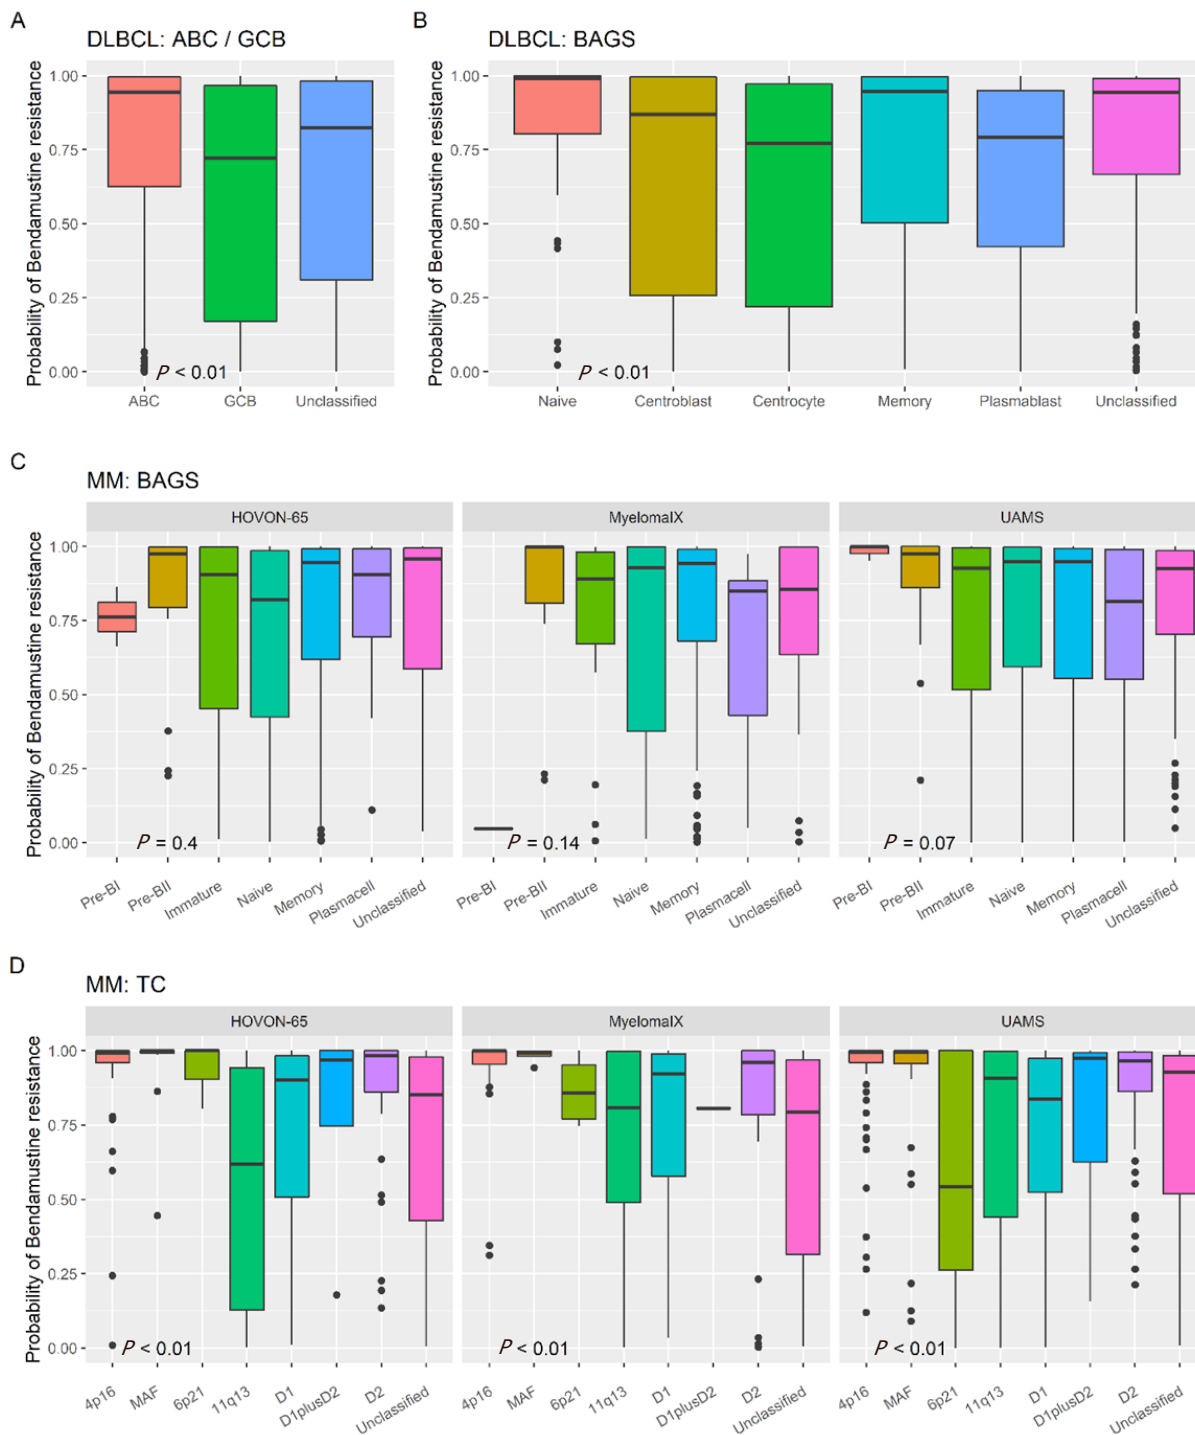 A
DLBCL: ABC / GCB
Probability of Bendamustine resistance
1.00
0.75
0.50
0.25
0.00
P < 0.01
ABC GCB Unclassified
B
DLBCL: BAGS
Probability of Bendamustine resistance
1.00
0.75
0.50
0.25
0.00
P < 0.01
Naive Centroblast Centrocyte Memory Plasmablast Unclassified
C
MM: BAGS
HOVON-65 MyelomaIX UAMS
Probability of Bendamustine resistance
1.00
0.75
0.50
0.25
0.00
P = 0.4 P = 0.14 P = 0.07
Pre-BI Pre-BII Immature Naive Memory Plasmacell Unclassified Pre-BI Pre-BII Immature Naive Memory Plasmacell Unclassified Pre-BI Pre-BII Immature Naive Memory Plasmacell Unclassified
D
MM: TC
HOVON-65 MyelomaIX UAMS
Probability of Bendamustine resistance
1.00
0.75
0.50
0.25
0.00
P < 0.01 P < 0.01 P < 0.01
4p16 MAF 6p21 11q13 D1 D1plusD2 D2 Unclassified 4p16 MAF 6p21 11q13 D1 D1plusD2 D2 Unclassified 4p16 MAF 6p21 11q13 D1 D1plusD2 D2 Unclassified